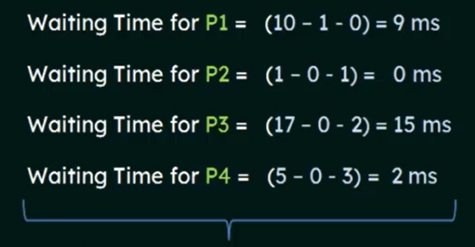 Waiting Time for P1 = (10 – 1 – 0) = 9 ms
Waiting Time for P2 = (1 – 0 – 1) = 0 ms
Waiting Time for P3 = (17 – 0 – 2) = 15 ms
Waiting Time for P4 = (5 – 0 – 3) = 2 ms